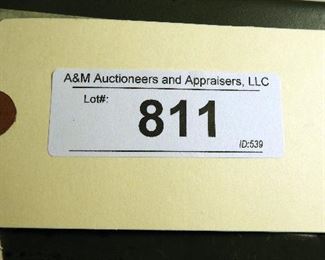 A&M Auctioneers and Appraisers, LLC
Lot#:
811
ID:539